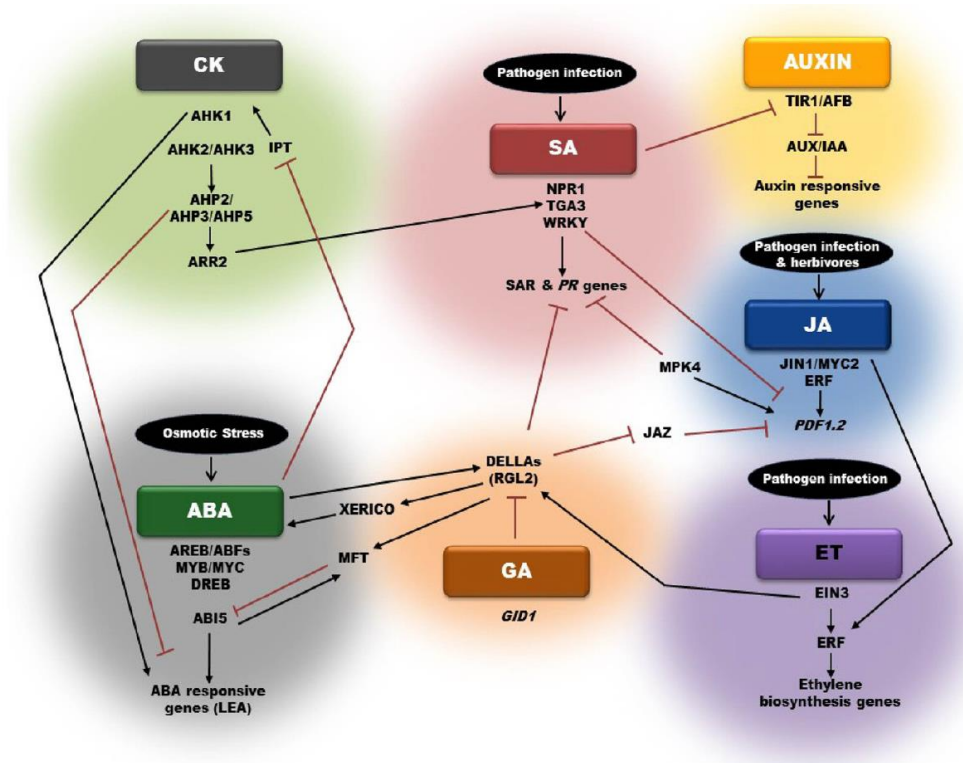 CK
AHK1
AHK2/AHK3
IPT
AHP2/
AHP3/AHP5
ARR2
Pathogen infection
SA
NPR1
TGA3
WRKY
SAR & PR genes
AUXIN
TIR1/AFB
AUX/IAA
Auxin responsive
genes
Pathogen infection
& herbivores
JA
JIN1/MYC2
ERF
PDF1.2
MPK4
JAZ
Osmotic Stress
ABA
AREB/ABFs
MYB/MYC
DREB
ABI5
ABA responsive
genes (LEA)
XERICO
MFT
DELLAs
(RGL2)
GA
GID1
Pathogen infection
ET
EIN3
ERF
Ethylene
biosynthesis genes